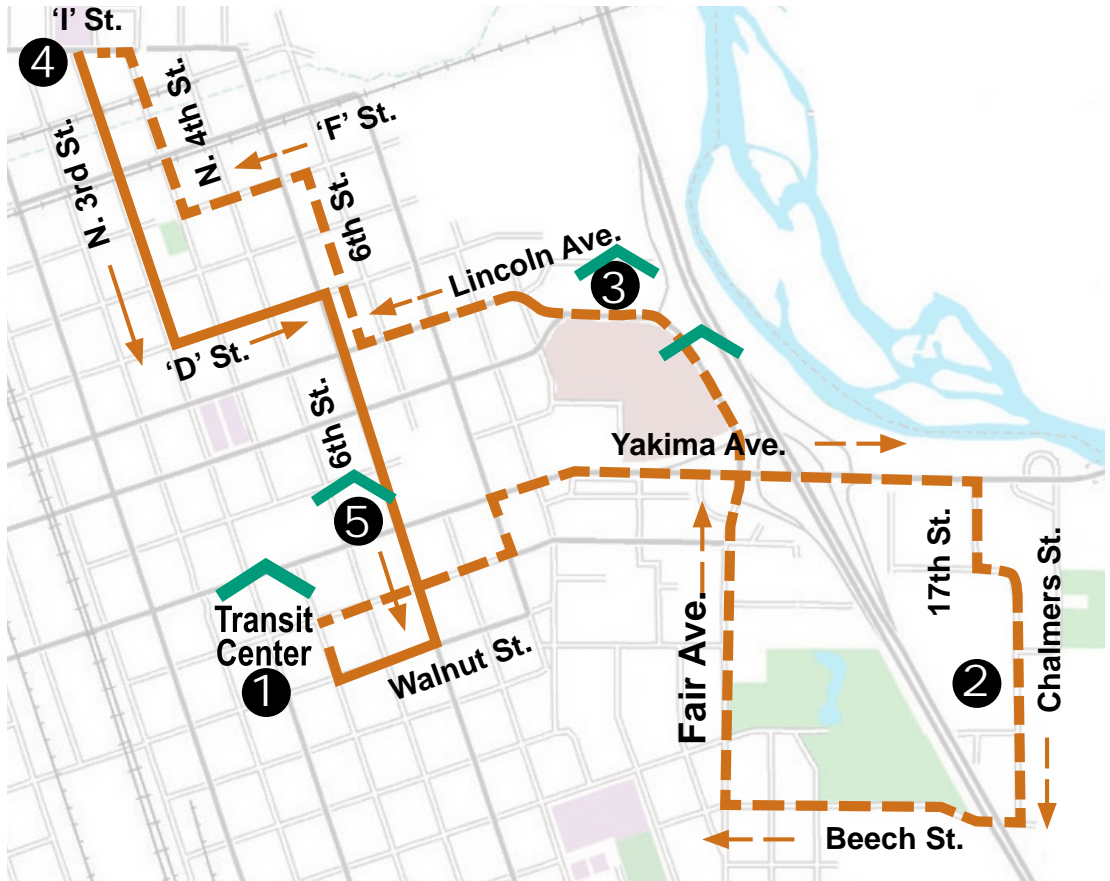 ‘I’ St.
4
N. 3rd St.
N. 4th St.
‘F’ St.
6th St.
Lincoln Ave.
3
‘D’ St.
6th St.
Yakima Ave.
5
17th St.
Chalmers St.
Transit
Center
1
Walnut St.
Fair Ave.
2
Beech St.